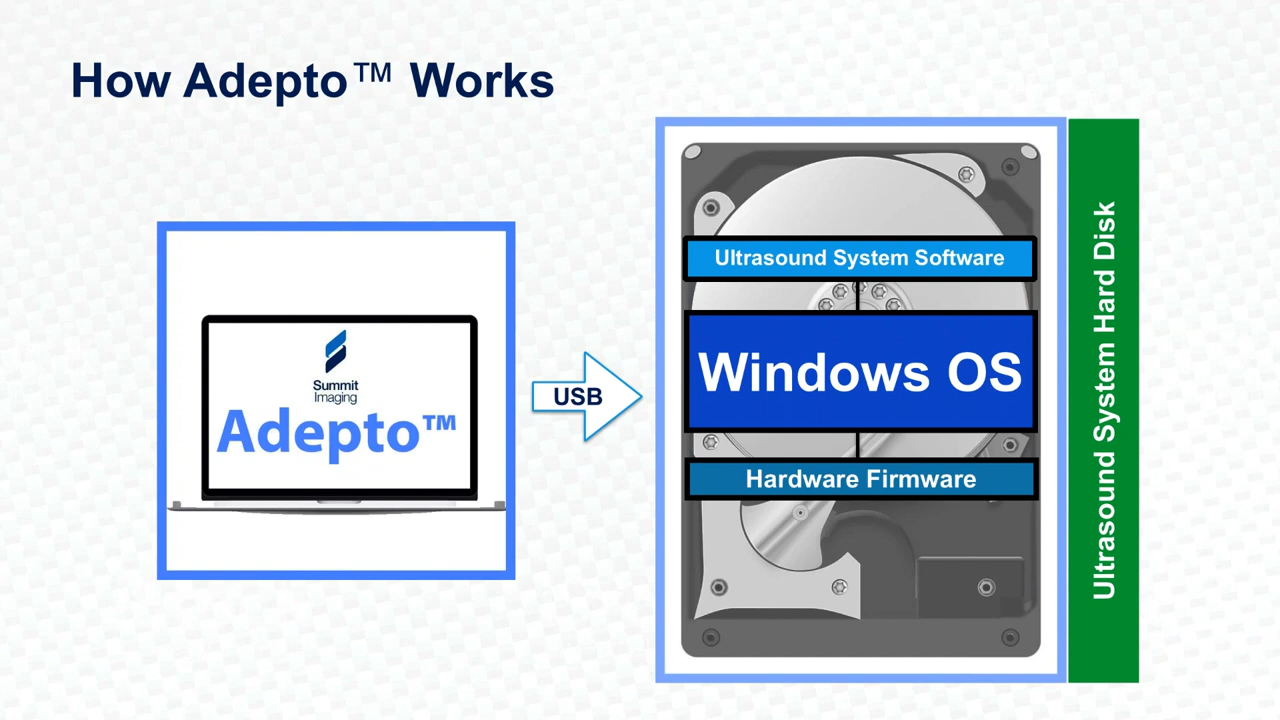 How Adepto™ Works
Summit
Imaging
Adepto™
USB
Ultrasound System Software
Windows OS
Hardware Firmware
Ultrasound System Hard Disk